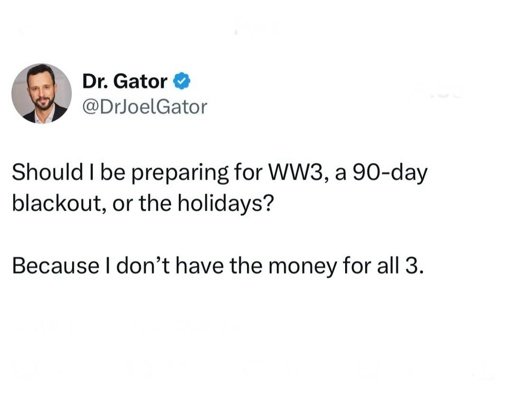 Dr. Gator
@DrJoelGator
Should I be preparing for WW3, a 90-day
blackout, or the holidays?
Because I don’t have the money for all 3.